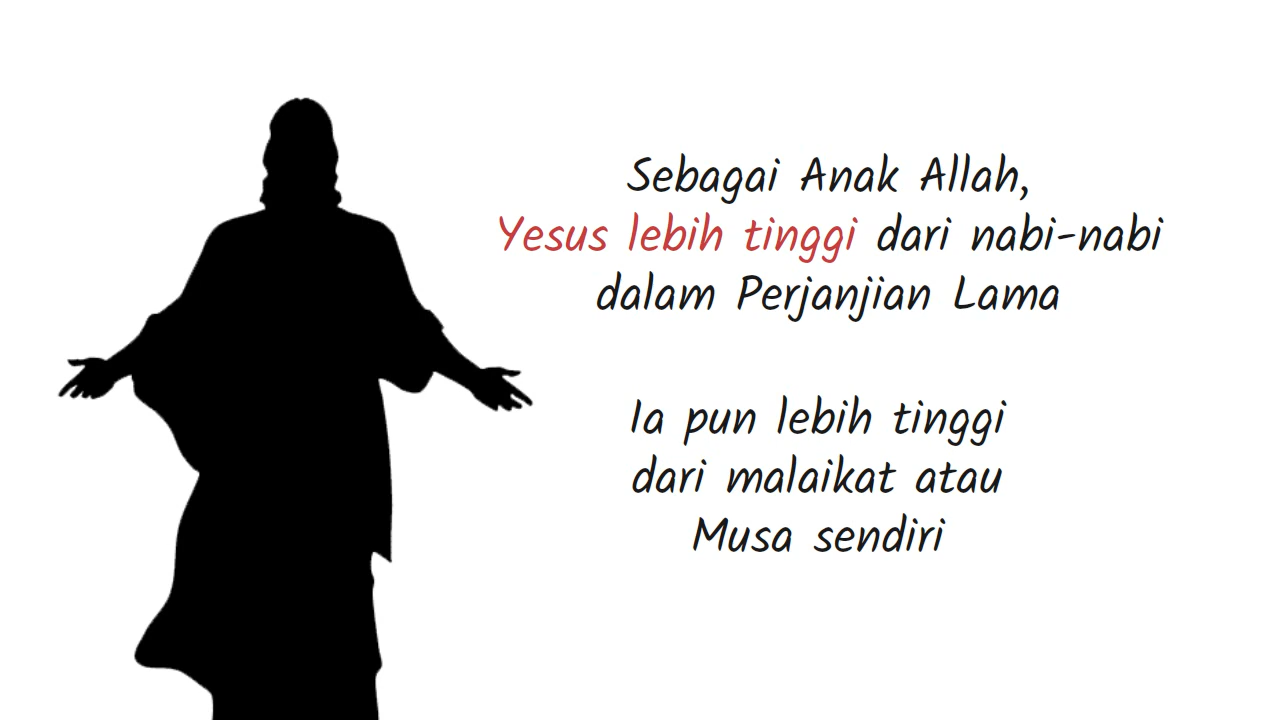 Sebagai Anak Allah,
Yesus lebih tinggi dari nabi-nabi
dalam Perjanjian Lama
Ia pun lebih tinggi
dari malaikat atau
Musa sendiri